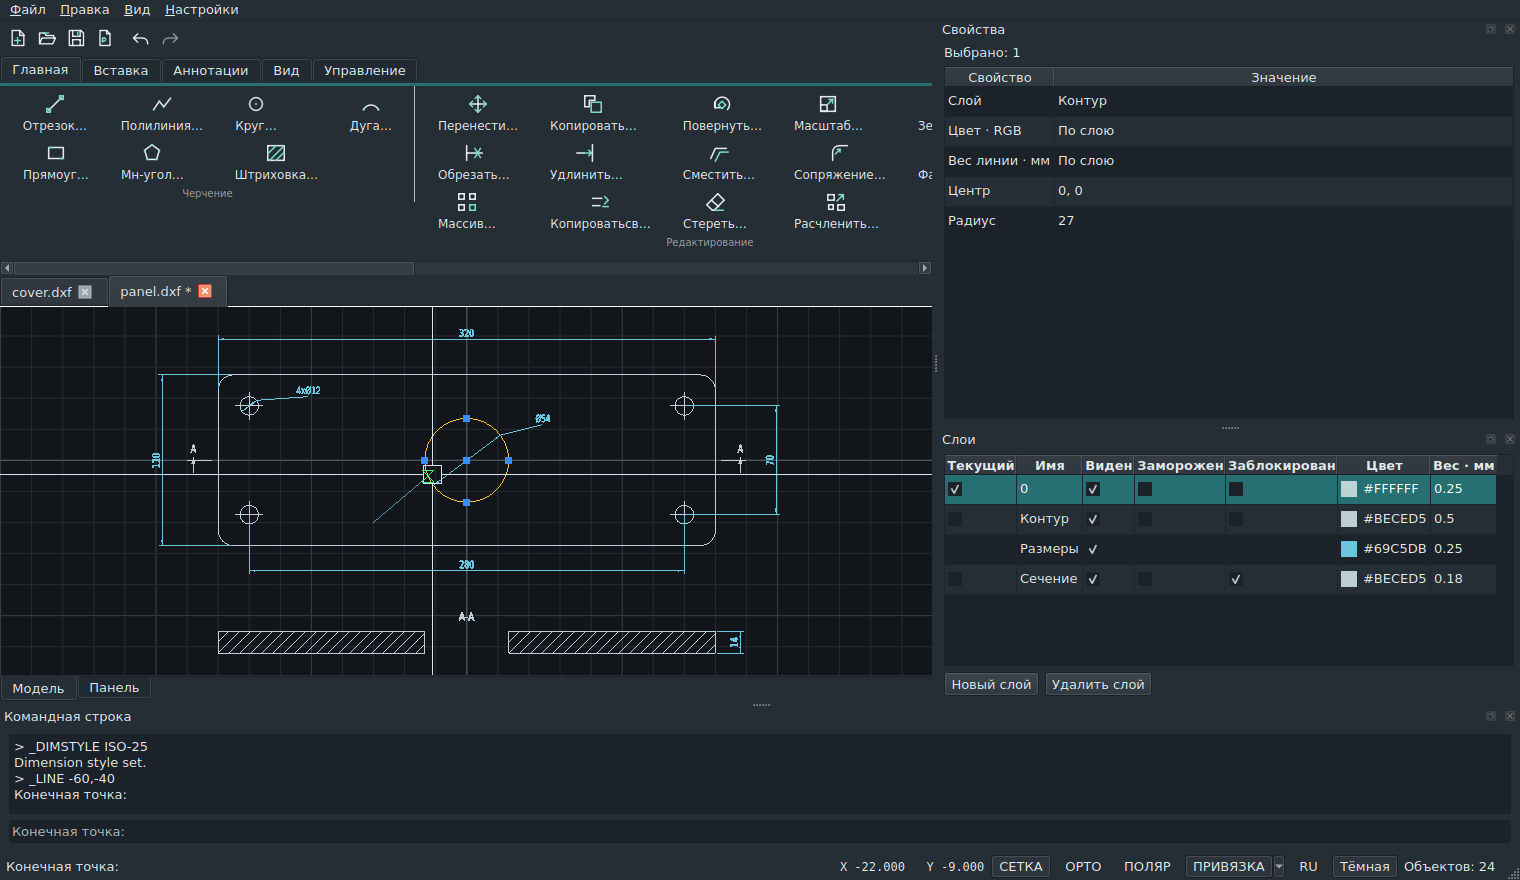 Файл Правка Вид Настройки
Главная Вставка Аннотации Вид Управление
Отрезок... Полилиния... Круг... Дуга... Перенести... Копировать... Повернуть... Масштаб... Зе
Прямоуг... Мн-угол... Штриховка... Обрезать... Удлинить... Сместить... Сопряжение... Фа
Черчение
Массив... Копироватьсв... Стереть... Расчленить...
Редактирование
cover.dxf panel.dxf *
320
4xØ12
Ø54
A A
110
70
280
A-A
14
Модель Панель
Свойства
Выбрано: 1
Свойство Значение
Слой Контур
Цвет · RGB По слою
Вес линии · мм По слою
Центр 0, 0
Радиус 27
Слои
Текущий Имя Виден Заморожен Заблокирован Цвет Вес · мм
0 #FFFFFF 0.25
Контур #BECED5 0.5
Размеры #69C5DB 0.25
Сечение #BECED5 0.18
Новый слой Удалить слой
Командная строка
> _DIMSTYLE ISO-25
Dimension style set.
> _LINE -60,-40
Конечная точка:
Конечная точка:
Конечная точка: X -22.000 Y -9.000 СЕТКА ОРТО ПОЛЯР ПРИВЯЗКА RU Тёмная Объектов: 24